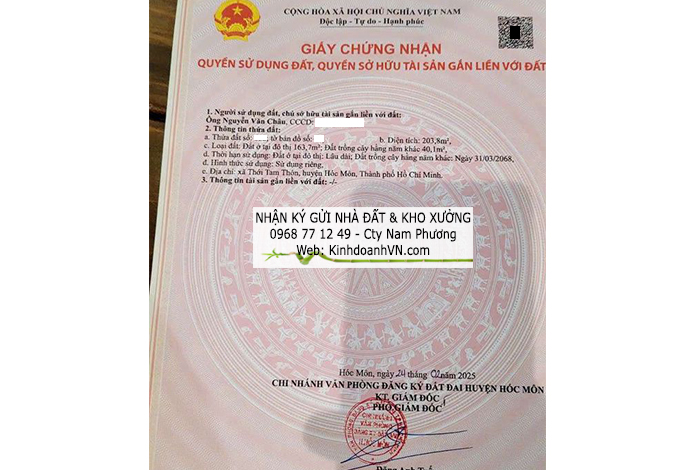 CỘNG HÒA XÃ HỘI CHỦ NGHĨA VIỆT NAM
Độc lập - Tự do - Hạnh phúc
GIẤY CHỨNG NHẬN
QUYỀN SỬ DỤNG ĐẤT, QUYỀN SỞ HỮU TÀI SẢN GẮN LIỀN VỚI ĐẤT
1. Người sử dụng đất, chủ sở hữu tài sản gắn liền với đất:
Ông Nguyễn Văn Châu, CCCD:
2. Thông tin thửa đất:
a. Thửa đất số: ; tờ bản đồ số: b. Diện tích: 203,8m²,
c. Loại đất: Đất ở tại đô thị 163,7m²; Đất trồng cây hàng năm khác 40,1m².
d. Thời hạn sử dụng: Đất ở tại đô thị: Lâu dài; Đất trồng cây hàng năm khác: Ngày 31/03/2068,
đ. Hình thức sử dụng: Sử dụng riêng,
e. Địa chỉ: xã Thới Tam Thôn, huyện Hóc Môn, Thành phố Hồ Chí Minh.
3. Thông tin tài sản gắn liền với đất: -/-
NHẬN KÝ GỬI NHÀ ĐẤT & KHO XƯỞNG
0968 77 12 49 - Cty Nam Phương
Web: KinhdoanhVN.com
Hóc Môn, ngày 24 tháng 02 năm 2025
CHI NHÁNH VĂN PHÒNG ĐĂNG KÝ ĐẤT ĐAI HUYỆN HÓC MÔN
KT. GIÁM ĐỐC
PHÓ GIÁM ĐỐC